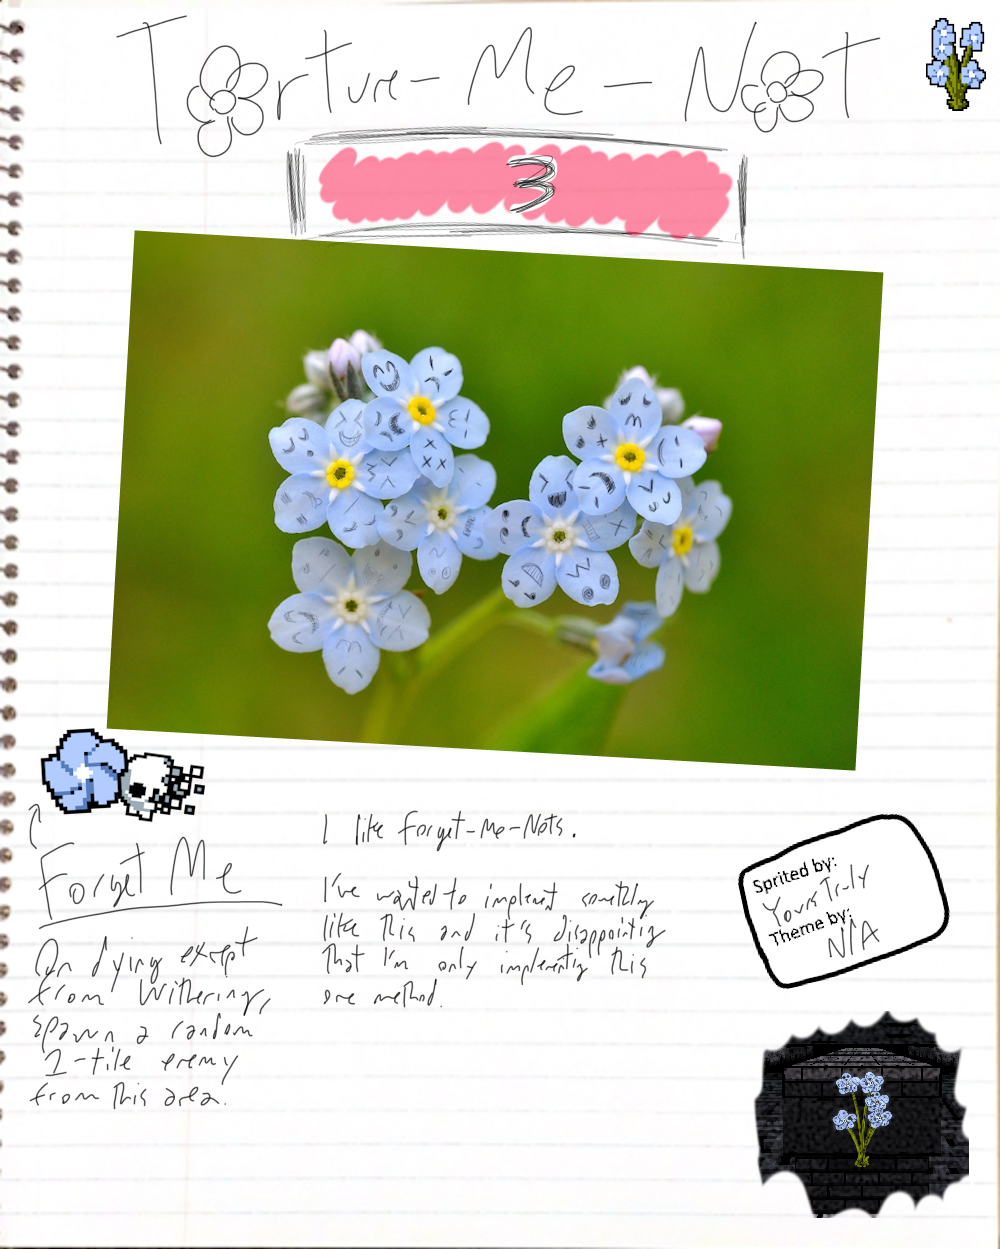 Torture-Me-Not
3
Forget Me
On dying except
from Withering,
spawn a random
1-tile enemy
from this area.
I like Forget-Me-Nots.
I've wanted to implement something
like this and it's disappointing
that I'm only implementing this
one method.
Sprited by:
Yours Truly
Theme by:
N/A